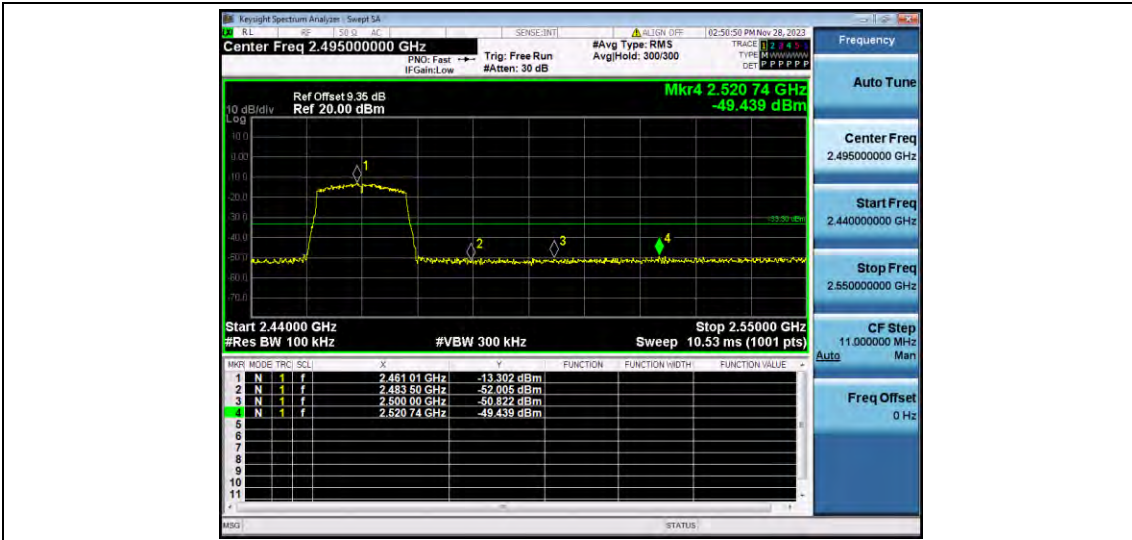 Keysight Spectrum Analyzer - Swept SA
RL RF 50 Ω AC SENSE:INT ALIGN OFF 02:50:50 PM Nov 28, 2023
Center Freq 2.495000000 GHz
PNO: Fast
IFGain:Low
Trig: Free Run
#Atten: 30 dB
#Avg Type: RMS
Avg|Hold: 300/300
TRACE 1 2 3 4 5 6
TYPE M WWWWW
DET P P P P P P
Ref Offset 9.35 dB
10 dB/div Ref 20.00 dBm
Log
Mkr4 2.520 74 GHz
-49.439 dBm
10.0
0.00
-10.0
-20.0
-30.0
-40.0
-50.0
-60.0
-70.0
1
2
3
4
-33.30 dBm
Start 2.44000 GHz Stop 2.55000 GHz
#Res BW 100 kHz #VBW 300 kHz Sweep 10.53 ms (1001 pts)
MKR MODE TRC SCL X Y FUNCTION FUNCTION WIDTH FUNCTION VALUE
1 N 1 f 2.461 01 GHz -13.302 dBm
2 N 1 f 2.483 50 GHz -52.005 dBm
3 N 1 f 2.500 00 GHz -50.822 dBm
4 N 1 f 2.520 74 GHz -49.439 dBm
5
6
7
8
9
10
11
MSG STATUS
Frequency
Auto Tune
Center Freq
2.495000000 GHz
Start Freq
2.440000000 GHz
Stop Freq
2.550000000 GHz
CF Step
11.000000 MHz
Auto Man
Freq Offset
0 Hz